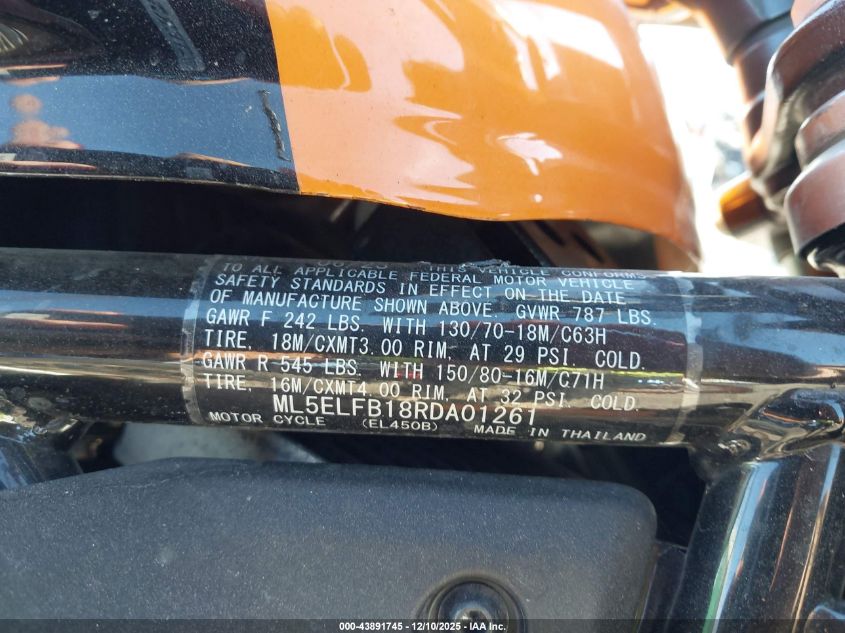 THIS VEHICLE CONFORMS
TO ALL APPLICABLE FEDERAL MOTOR VEHICLE
SAFETY STANDARDS IN EFFECT ON THE DATE
OF MANUFACTURE SHOWN ABOVE. GVWR 787 LBS.
GAWR F 242 LBS. WITH 130/70-18M/C63H
TIRE, 18M/CXMT3.00 RIM, AT 29 PSI. COLD.
GAWR R 545 LBS. WITH 150/80-16M/C71H
TIRE, 16M/CXMT4.00 RIM, AT 32 PSI. COLD.
ML5ELFB18RDA01261
MOTOR CYCLE (EL450B) MADE IN THAILAND
000-43891745 - 12/10/2025 - IAA Inc.